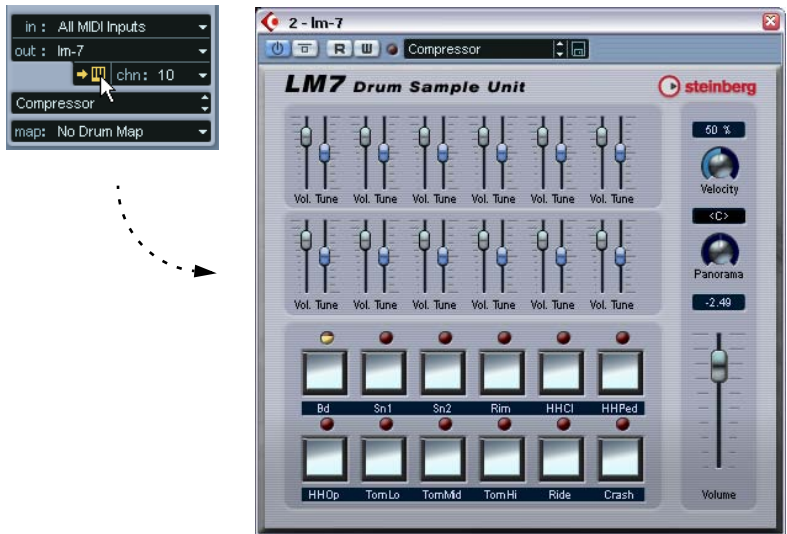 in : All MIDI Inputs
out : lm-7
chn: 10
Compressor
map: No Drum Map
2 - lm-7
R W Compressor
LM7 Drum Sample Unit
steinberg
Vol. Tune Vol. Tune Vol. Tune Vol. Tune Vol. Tune Vol. Tune
Vol. Tune Vol. Tune Vol. Tune Vol. Tune Vol. Tune Vol. Tune
Bd Sn1 Sn2 Rim HHCl HHPed
HHOp TomLo TomMid TomHi Ride Crash
50 %
Velocity
<C>
Panorama
-2.49
Volume